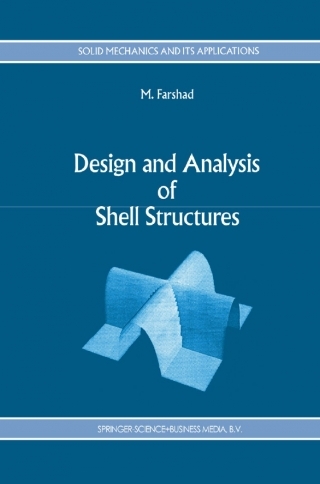 SOLID MECHANICS AND ITS APPLICATIONS
M. Farshad
Design and Analysis
of
Shell Structures
SPRINGER-SCIENCE+BUSINESS MEDIA, B.V.